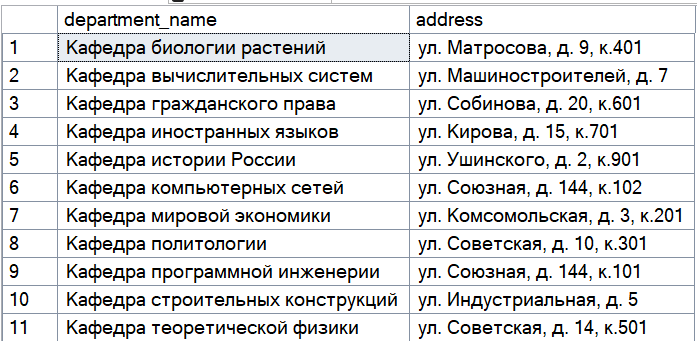 department_name address
1 Кафедра биологии растений ул. Матросова, д. 9, к.401
2 Кафедра вычислительных систем ул. Машиностроителей, д. 7
3 Кафедра гражданского права ул. Собинова, д. 20, к.601
4 Кафедра иностранных языков ул. Кирова, д. 15, к.701
5 Кафедра истории России ул. Ушинского, д. 2, к.901
6 Кафедра компьютерных сетей ул. Союзная, д. 144, к.102
7 Кафедра мировой экономики ул. Комсомольская, д. 3, к.201
8 Кафедра политологии ул. Советская, д. 10, к.301
9 Кафедра программной инженерии ул. Союзная, д. 144, к.101
10 Кафедра строительных конструкций ул. Индустриальная, д. 5
11 Кафедра теоретической физики ул. Советская, д. 14, к.501